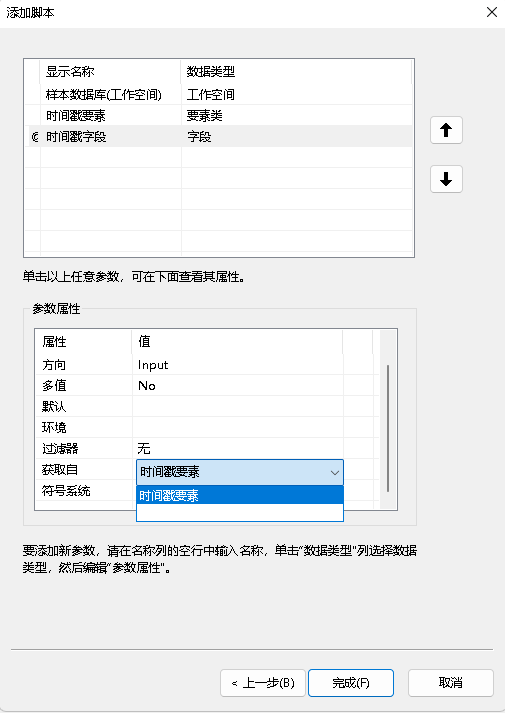 添加脚本
显示名称 数据类型
样本数据库(工作空间) 工作空间
时间戳要素 要素类
时间戳字段 字段
单击以上任意参数，可在下面查看其属性。
参数属性
属性 值
方向 Input
多值 No
默认
环境
过滤器 无
获取自 时间戳要素
时间戳要素
符号系统
要添加新参数，请在名称列的空行中输入名称，单击"数据类型"列选择数据
类型，然后编辑"参数属性"。
< 上一步(B) 完成(F) 取消